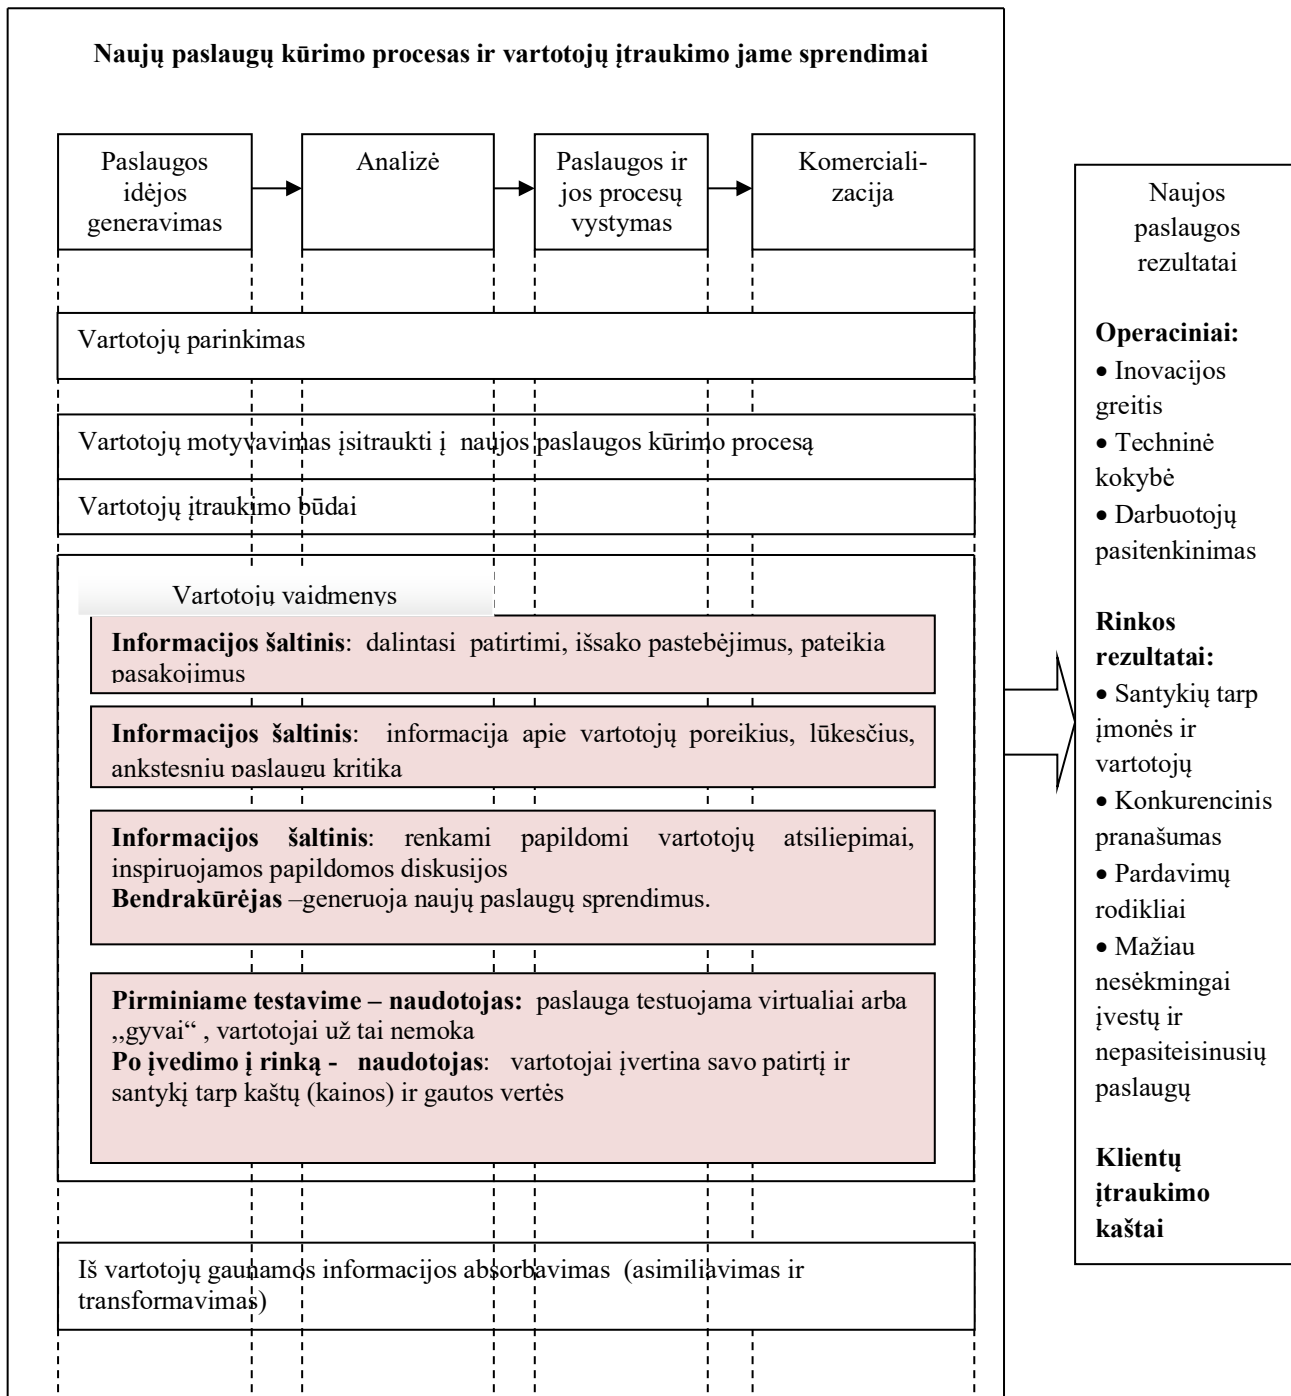 Naujų paslaugų kūrimo procesas ir vartotojų įtraukimo jame sprendimai
Paslaugos
idėjos
generavimas
Analizė
Paslaugos ir
jos procesų
vystymas
Komerciali-
zacija
Vartotojų parinkimas
Vartotojų motyvavimas įsitraukti į naujos paslaugos kūrimo procesą
Vartotojų įtraukimo būdai
Vartotojų vaidmenys
Informacijos šaltinis: dalintasi patirtimi, išsako pastebėjimus, pateikia
pasakojimus
Informacijos šaltinis: informacija apie vartotojų poreikius, lūkesčius,
ankstesnių paslaugų kritika
Informacijos šaltinis: renkami papildomi vartotojų atsiliepimai,
inspiruojamos papildomos diskusijos
Bendrakūrėjas –generuoja naujų paslaugų sprendimus.
Pirminiame testavime – naudotojas: paslauga testuojama virtualiai arba
,,gyvai“ , vartotojai už tai nemoka
Po įvedimo į rinką - naudotojas: vartotojai įvertina savo patirtį ir
santykį tarp kaštų (kainos) ir gautos vertės
Iš vartotojų gaunamos informacijos absorbavimas (asimiliavimas ir
transformavimas)
Naujos
paslaugos
rezultatai
Operaciniai:
• Inovacijos
greitis
• Techninė
kokybė
• Darbuotojų
pasitenkinimas
Rinkos
rezultatai:
• Santykių tarp
įmonės ir
vartotojų
• Konkurencinis
pranašumas
• Pardavimų
rodikliai
• Mažiau
nesėkmingai
įvestų ir
nepasiteisinusių
paslaugų
Klientų
įtraukimo
kaštai